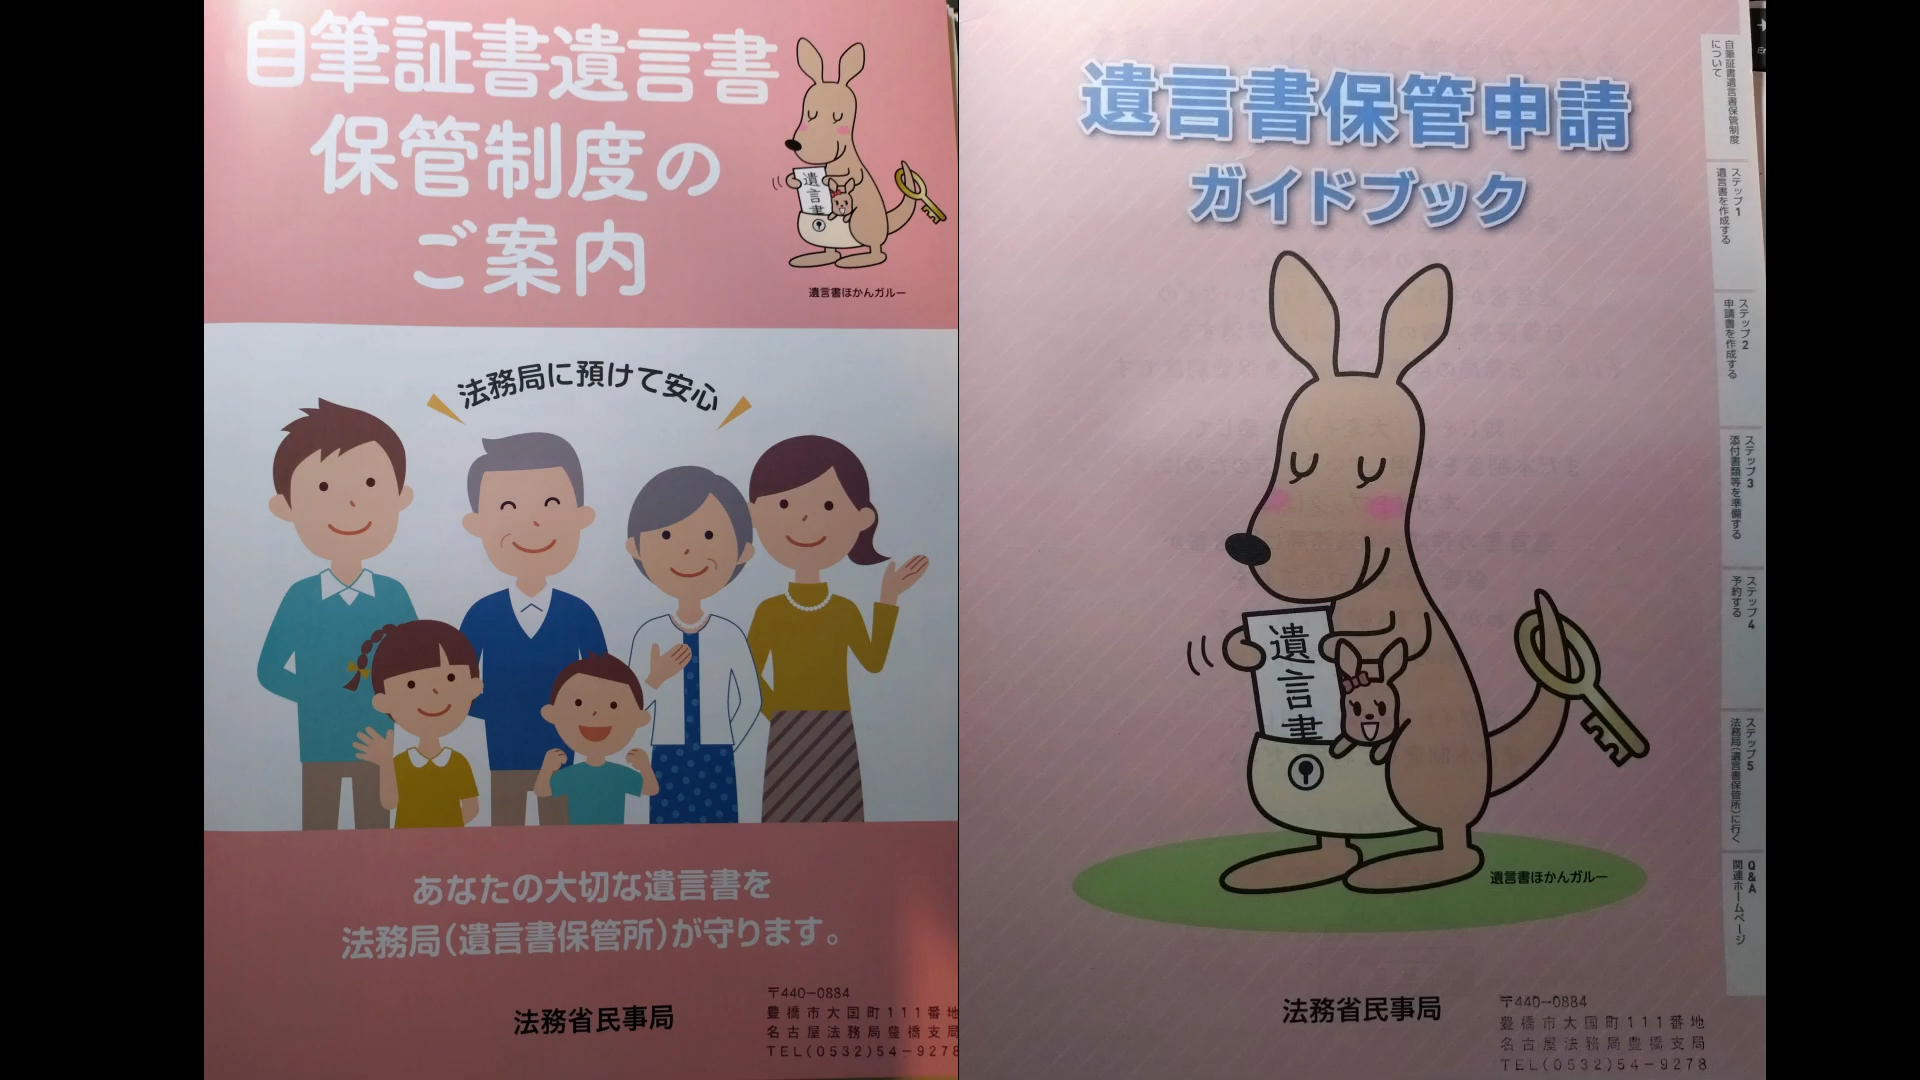 自筆証書遺言書
保管制度の
ご案内
遺言書
遺言書ほかんガルー
法務局に預けて安心
あなたの大切な遺言書を
法務局(遺言書保管所)が守ります。
法務省民事局
〒440-0884
豊橋市大国町111番地
名古屋法務局豊橋支局
TEL(0532)54-9278
遺言書保管申請
ガイドブック
遺言書
遺言書ほかんガルー
法務省民事局
〒440-0884
豊橋市大国町111番地
名古屋法務局豊橋支局
TEL(0532)54-9278
自筆証書遺言書保管制度
について
ステップ1
遺言書を作成する
ステップ2
申請書を作成する
ステップ3
添付書類等を準備する
ステップ4
予約する
ステップ5
法務局(遺言書保管所)に行く
Q&A
関連ホームページ